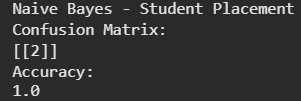 Naive Bayes - Student Placement
Confusion Matrix:
[[2]]
Accuracy:
1.0